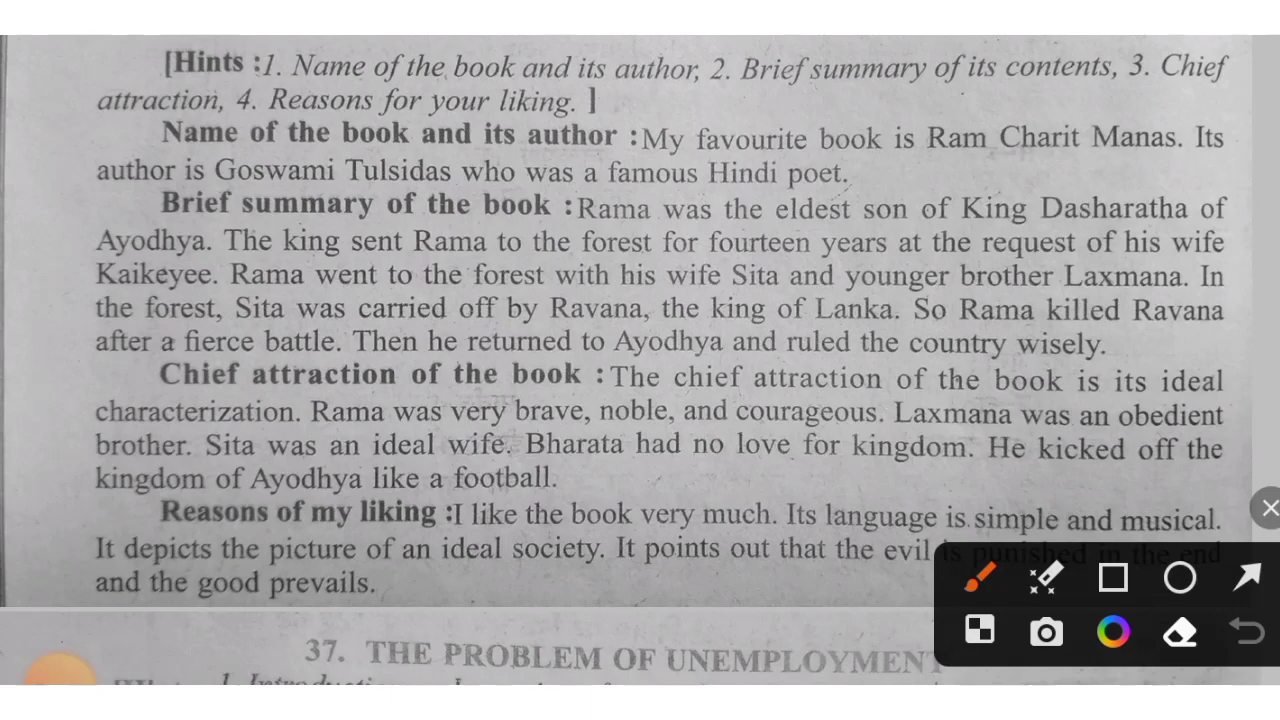 [Hints :1. Name of the book and its author, 2. Brief summary of its contents, 3. Chief
attraction, 4. Reasons for your liking. ]
Name of the book and its author :My favourite book is Ram Charit Manas. Its
author is Goswami Tulsidas who was a famous Hindi poet.
Brief summary of the book :Rama was the eldest son of King Dasharatha of
Ayodhya. The king sent Rama to the forest for fourteen years at the request of his wife
Kaikeyee. Rama went to the forest with his wife Sita and younger brother Laxmana. In
the forest, Sita was carried off by Ravana, the king of Lanka. So Rama killed Ravana
after a fierce battle. Then he returned to Ayodhya and ruled the country wisely.
Chief attraction of the book :The chief attraction of the book is its ideal
characterization. Rama was very brave, noble, and courageous. Laxmana was an obedient
brother. Sita was an ideal wife. Bharata had no love for kingdom. He kicked off the
kingdom of Ayodhya like a football.
Reasons of my liking :I like the book very much. Its language is simple and musical.
It depicts the picture of an ideal society. It points out that the evil is punished in the end
and the good prevails.
37. THE PROBLEM OF UNEMPLOYMENT